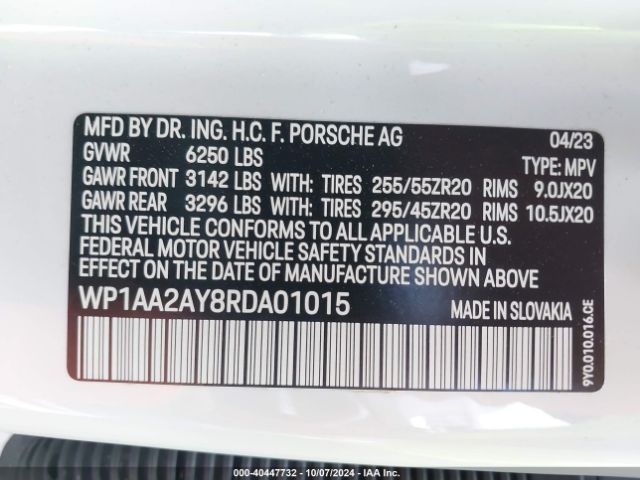 MFD BY DR. ING. H.C. F. PORSCHE AG 04/23
GVWR 6250 LBS TYPE: MPV
GAWR FRONT 3142 LBS WITH: TIRES 255/55ZR20 RIMS 9.0JX20
GAWR REAR 3296 LBS WITH: TIRES 295/45ZR20 RIMS 10.5JX20
THIS VEHICLE CONFORMS TO ALL APPLICABLE U.S.
FEDERAL MOTOR VEHICLE SAFETY STANDARDS IN
EFFECT ON THE DATE OF MANUFACTURE SHOWN ABOVE
WP1AA2AY8RDA01015 MADE IN SLOVAKIA
9Y0.010.016.CE
000-40447732 - 10/07/2024 - IAA Inc.